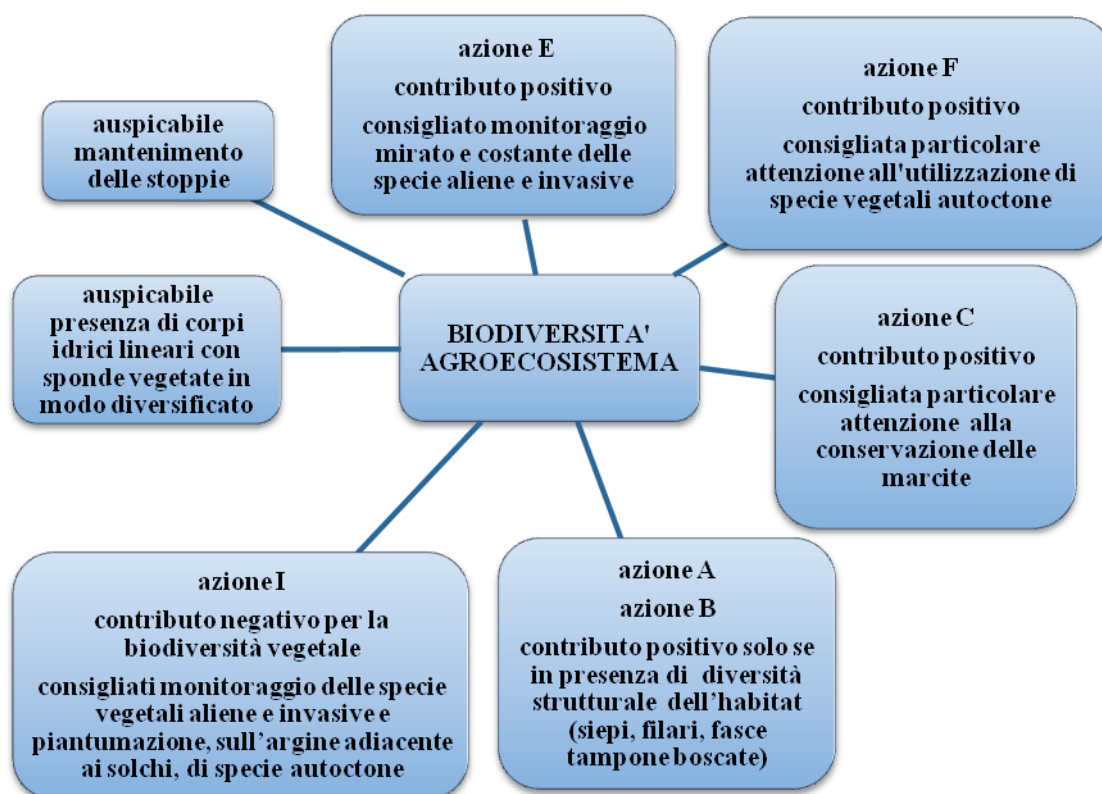 azione E
contributo positivo
consigliato monitoraggio
mirato e costante delle
specie aliene e invasive
azione F
contributo positivo
consigliata particolare
attenzione all'utilizzazione di
specie vegetali autoctone
auspicabile
mantenimento
delle stoppie
auspicabile
presenza di corpi
idrici lineari con
sponde vegetate in
modo diversificato
BIODIVERSITA'
AGROECOSISTEMA
azione C
contributo positivo
consigliata particolare
attenzione alla
conservazione delle
marcite
azione I
contributo negativo per la
biodiversità vegetale
consigliati monitoraggio delle specie
vegetali aliene e invasive e
piantumazione, sull’argine adiacente
ai solchi, di specie autoctone
azione A
azione B
contributo positivo solo se
in presenza di diversità
strutturale dell’habitat
(siepi, filari, fasce
tampone boscate)